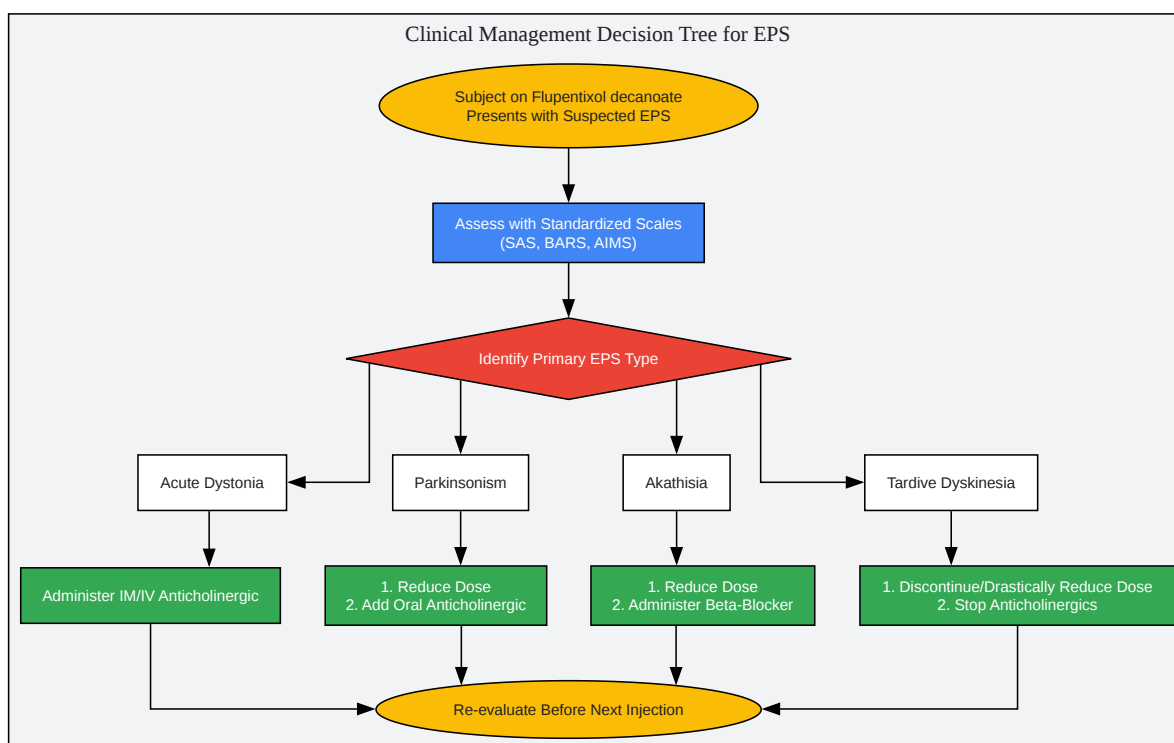 Clinical Management Decision Tree for EPS
Subject on Flupentixol decanoate
Presents with Suspected EPS
Assess with Standardized Scales
(SAS, BARS, AIMS)
Identify Primary EPS Type
Acute Dystonia
Parkinsonism
Akathisia
Tardive Dyskinesia
Administer IM/IV Anticholinergic
1. Reduce Dose
2. Add Oral Anticholinergic
1. Reduce Dose
2. Administer Beta-Blocker
1. Discontinue/Drastically Reduce Dose
2. Stop Anticholinergics
Re-evaluate Before Next Injection